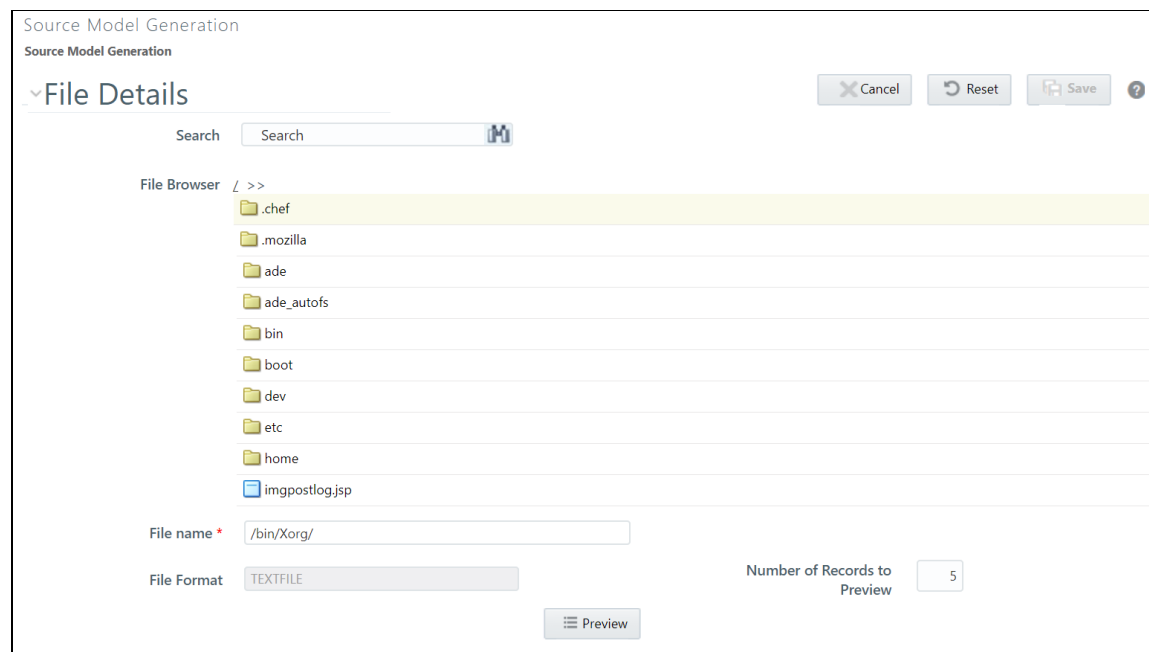 Source Model Generation
Source Model Generation
File Details
Cancel
Reset
Save
?
Search
Search
File Browser / >>
.chef
.mozilla
ade
ade_autofs
bin
boot
dev
etc
home
imgpostlog.jsp
File name *
/bin/Xorg/
File Format
TEXTFILE
Number of Records to
Preview
5
Preview